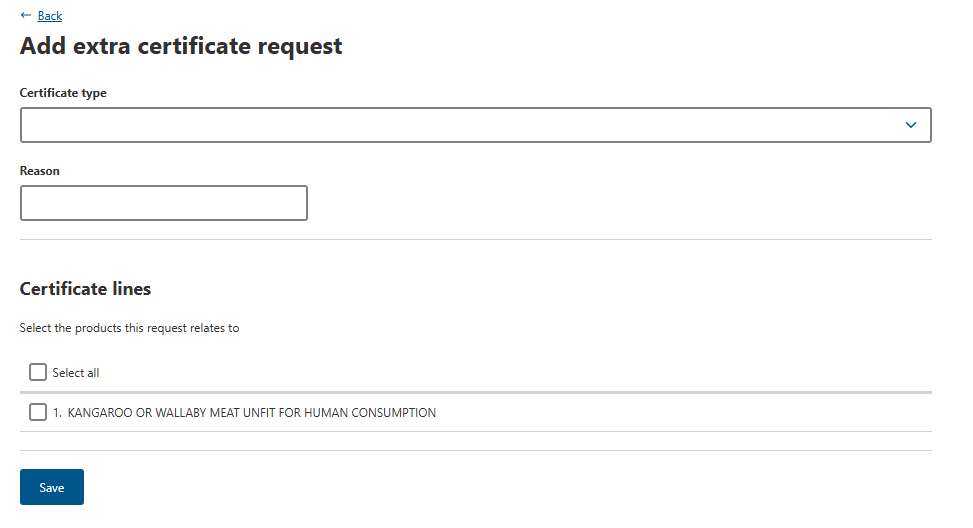 ← Back
Add extra certificate request
Certificate type
Reason
Certificate lines
Select the products this request relates to
Select all
1. KANGAROO OR WALLABY MEAT UNFIT FOR HUMAN CONSUMPTION
Save